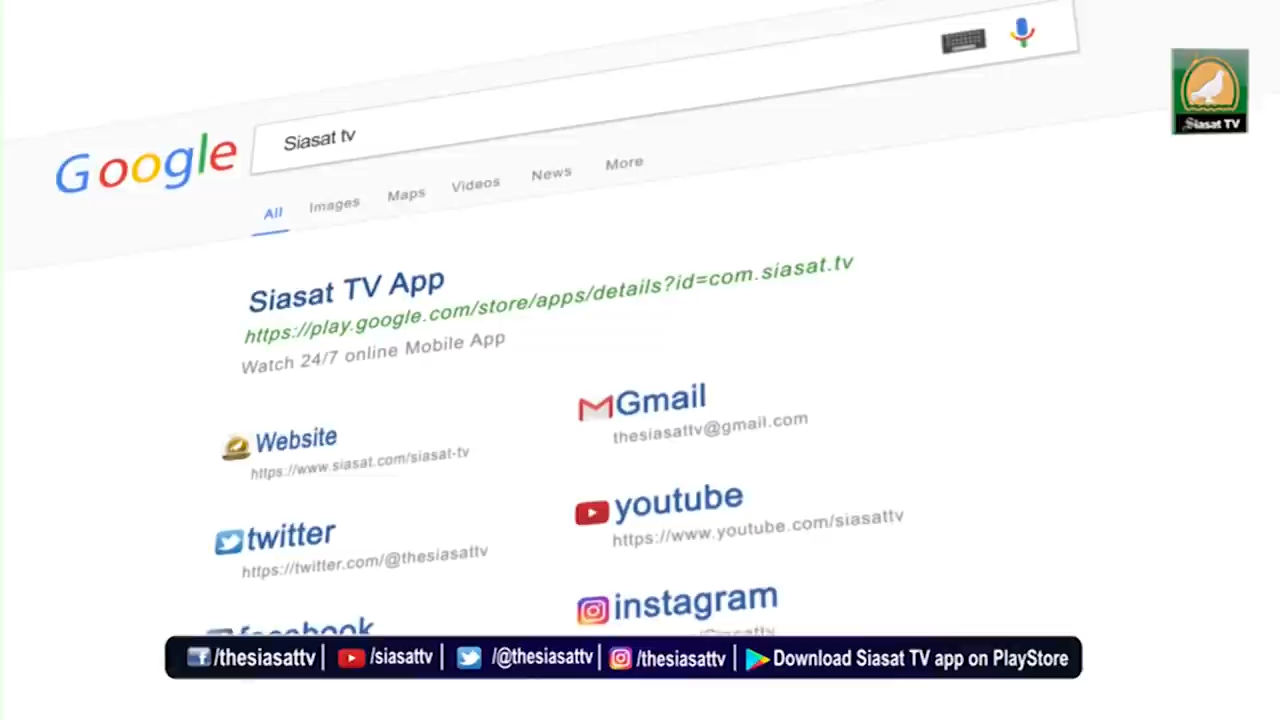 Siasat TV
Google
Siasat tv
All Images Maps Videos News More
Siasat TV App
https://play.google.com/store/apps/details?id=com.siasat.tv
Watch 24/7 online Mobile App
Website
https://www.siasat.com/siasat-tv
Gmail
thesiasattv@gmail.com
twitter
https://twitter.com/@thesiasattv
youtube
https://www.youtube.com/siasattv
facebook
instagram
/thesiasattv | /siasattv | /@thesiasattv | /thesiasattv | Download Siasat TV app on PlayStore